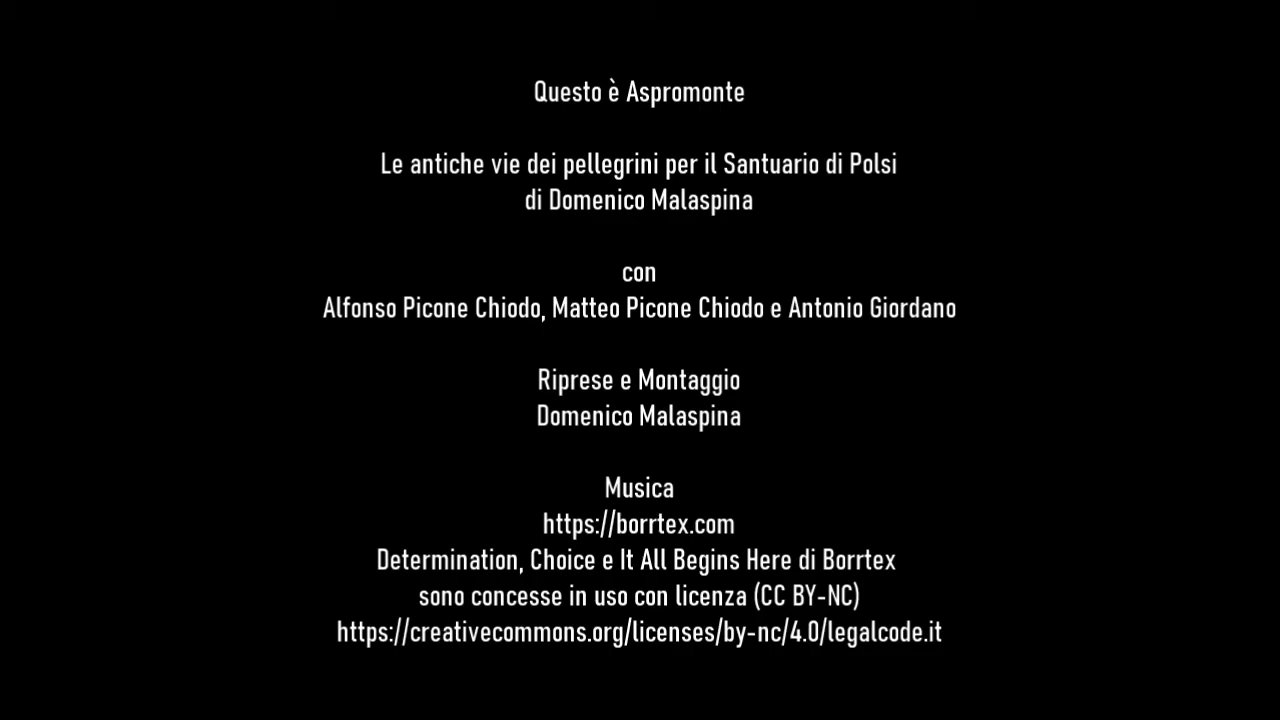 Questo è Aspromonte
Le antiche vie dei pellegrini per il Santuario di Polsi
di Domenico Malaspina
con
Alfonso Picone Chiodo, Matteo Picone Chiodo e Antonio Giordano
Riprese e Montaggio
Domenico Malaspina
Musica
https://borrtex.com
Determination, Choice e It All Begins Here di Borrtex
sono concesse in uso con licenza (CC BY-NC)
https://creativecommons.org/licenses/by-nc/4.0/legalcode.it